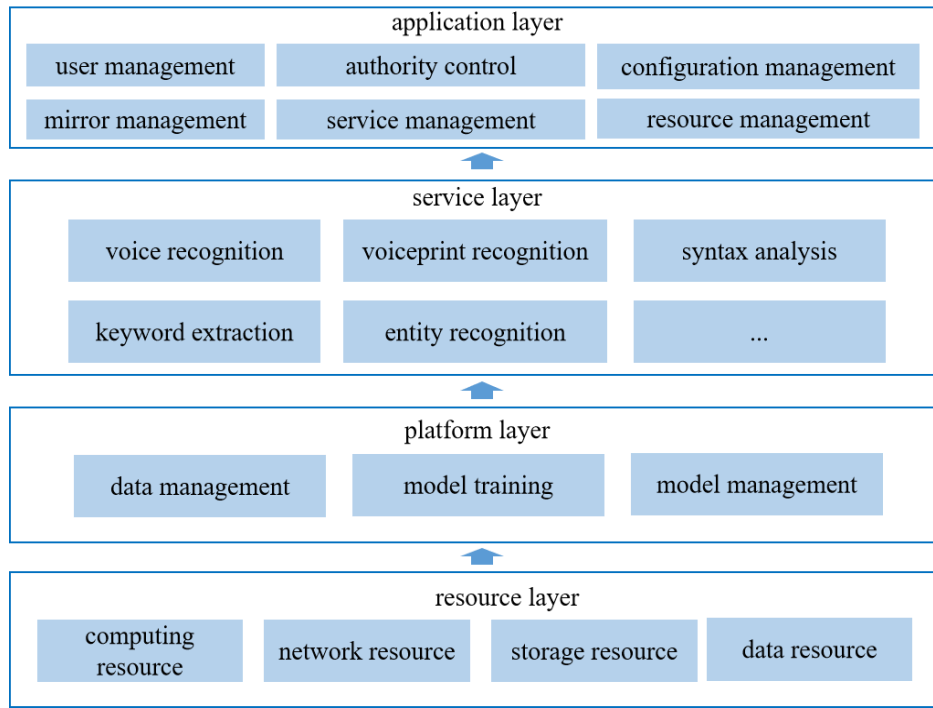 application layer
user management
authority control
configuration management
mirror management
service management
resource management
service layer
voice recognition
voiceprint recognition
syntax analysis
keyword extraction
entity recognition
...
platform layer
data management
model training
model management
resource layer
computing
resource
network resource
storage resource
data resource